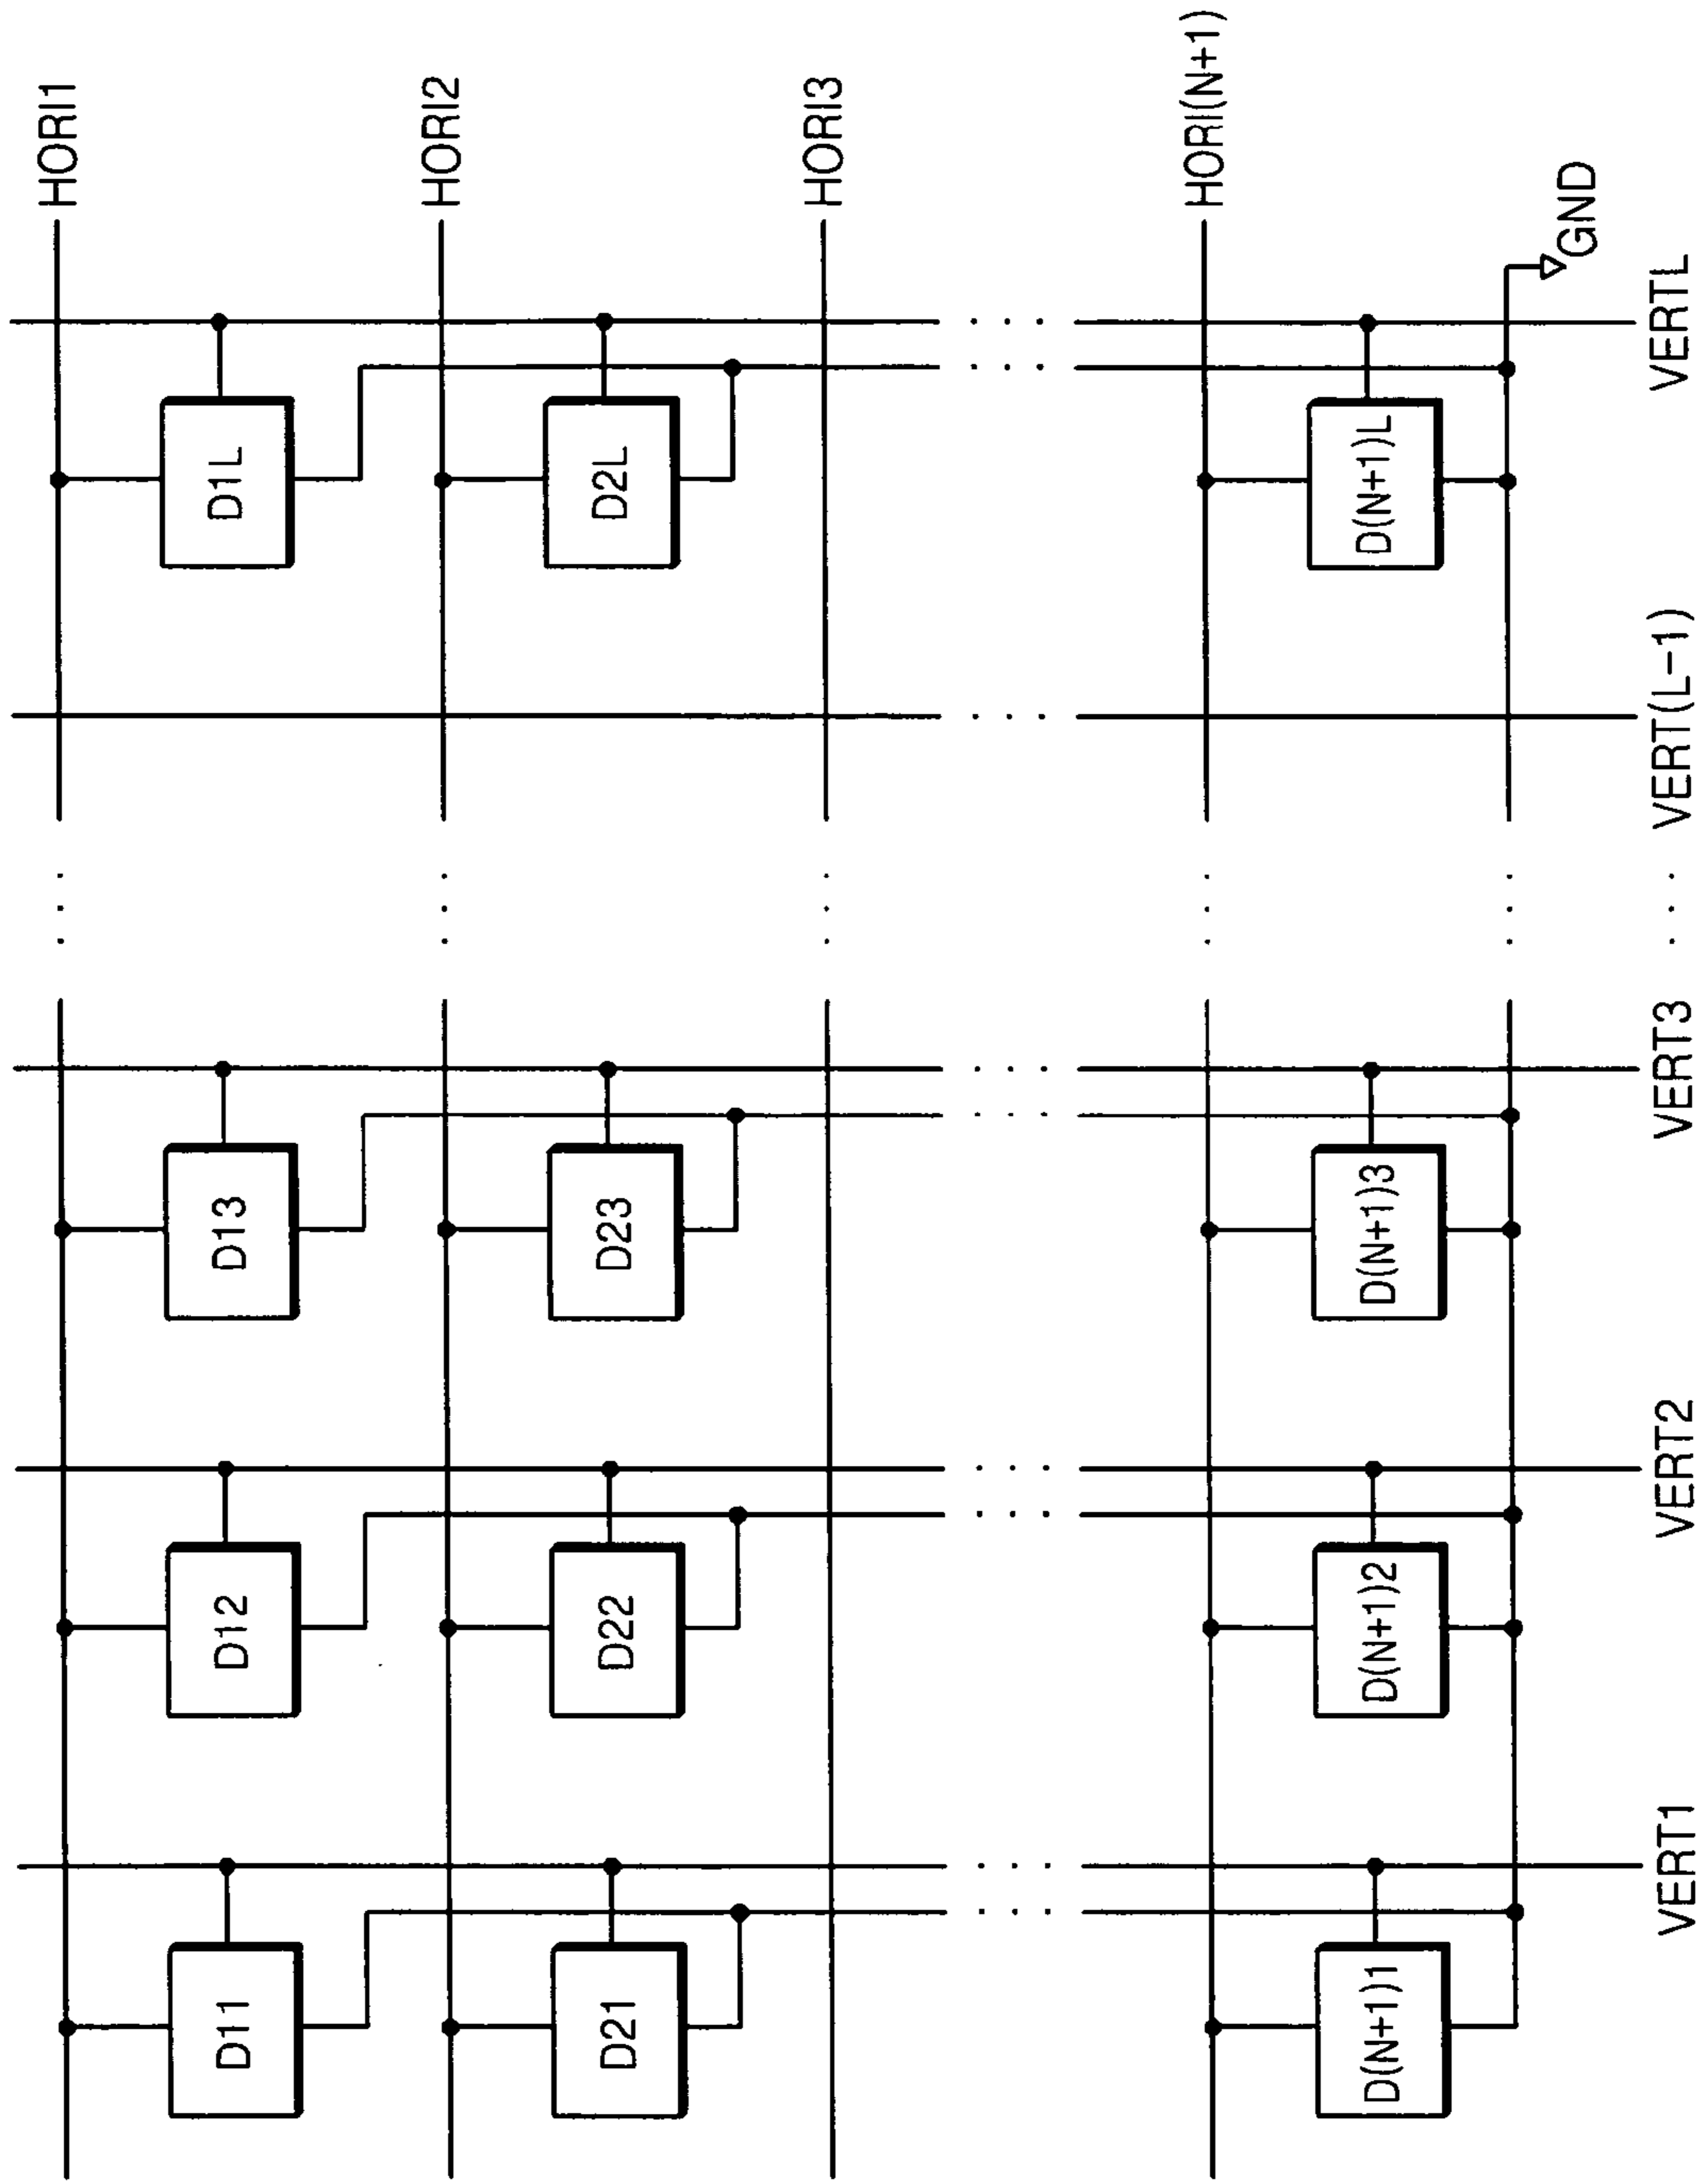 HORI1
HORI2
HORI3
HORI(N+1)
GND
D11
D12
D13
D1L
D21
D22
D23
D2L
D(N+1)1
D(N+1)2
D(N+1)3
D(N+1)L
VERT1
VERT2
VERT3
VERT(L-1)
VERTL